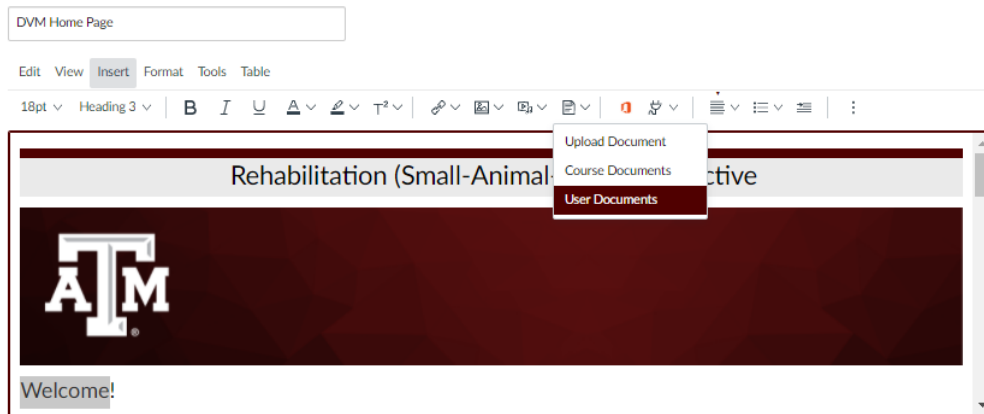 DVM Home Page
Edit View Insert Format Tools Table
18pt Heading 3 B I U A T²
Upload Document
Course Documents
User Documents
Rehabilitation (Small-Animal- ctive
ATM
Welcome!